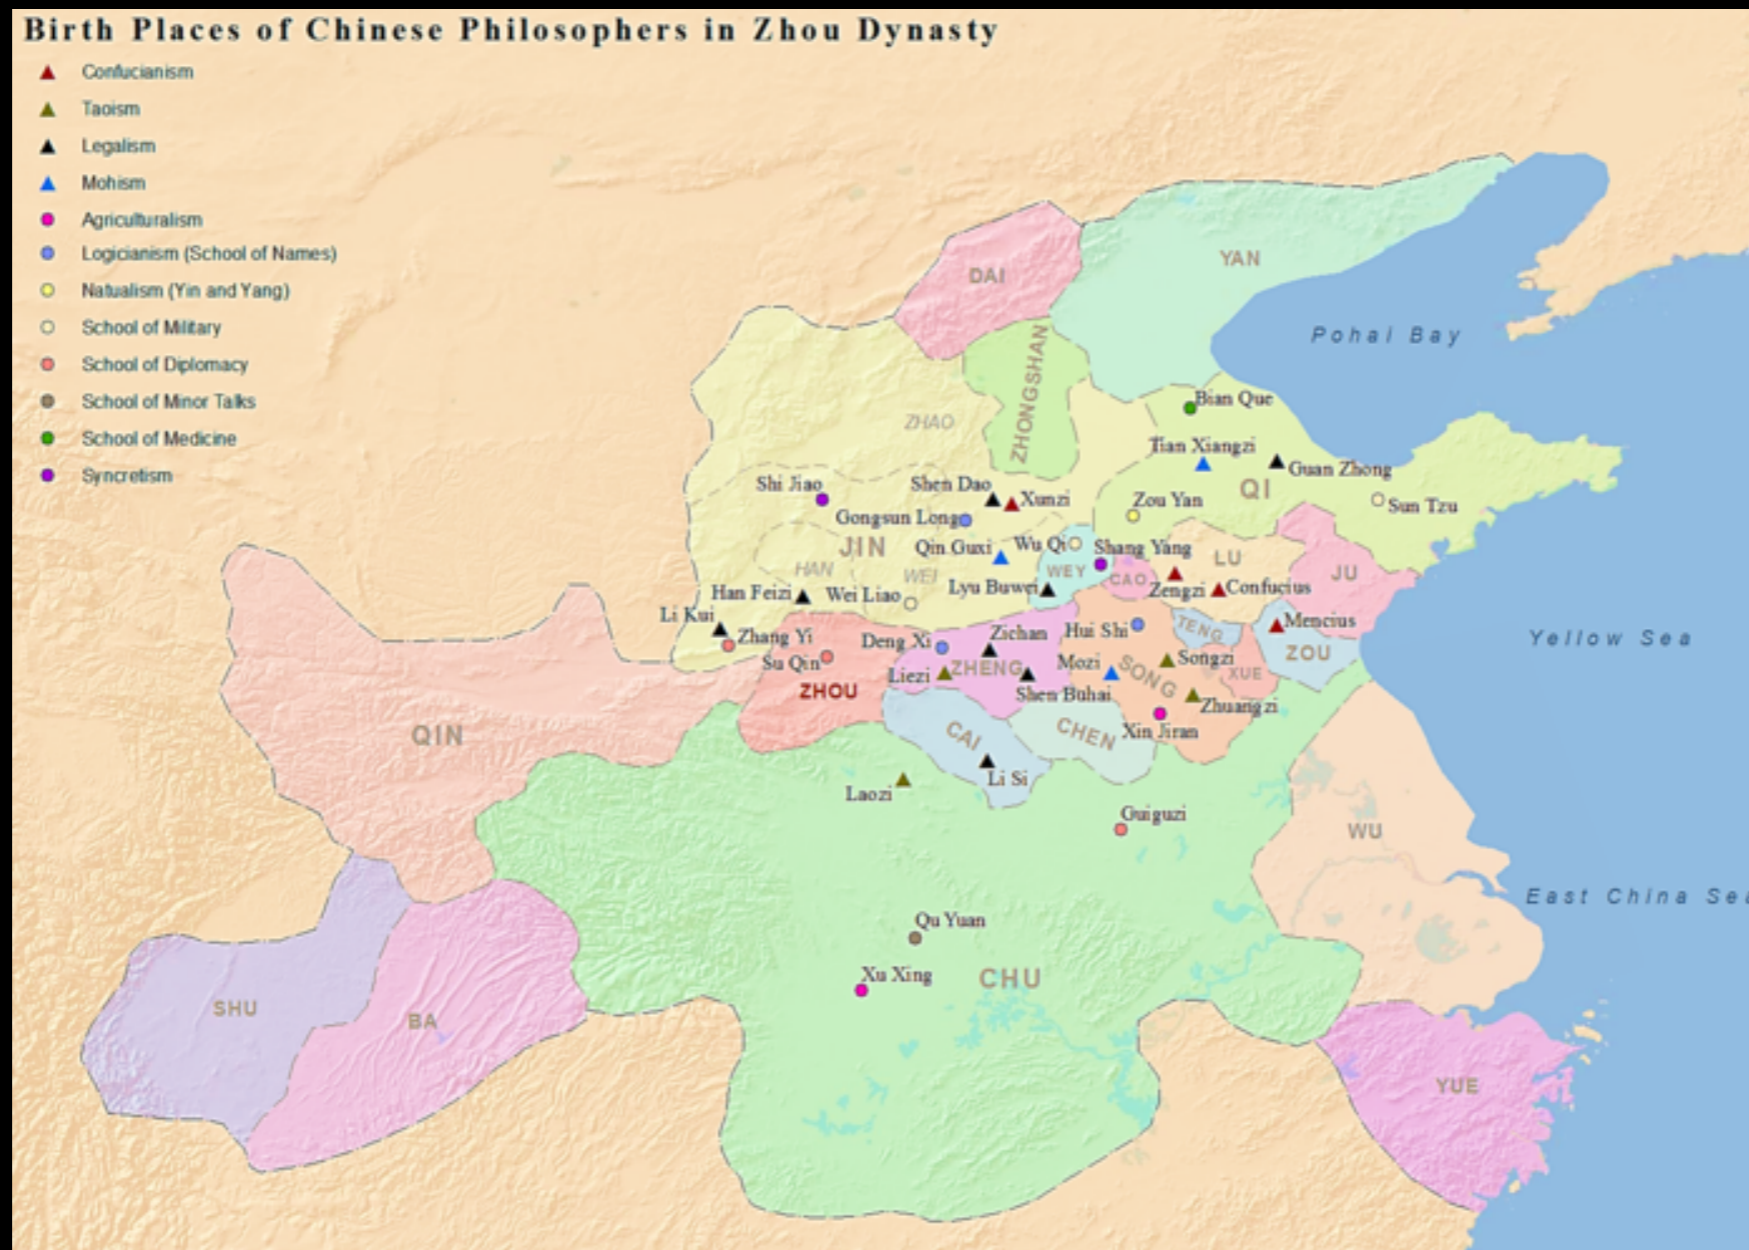 Birth Places of Chinese Philosophers in Zhou Dynasty
Confucianism
Taoism
Legalism
Mohism
Agriculturalism
Logicianism (School of Names)
Natualism (Yin and Yang)
School of Military
School of Diplomacy
School of Minor Talks
School of Medicine
Syncretism
DAI
YAN
Pohai Bay
ZHONGSHAN
ZHAO
Bian Que
Tian Xiangzi
Guan Zhong
QI
Shi Jiao
Shen Dao
Xunzi
Zou Yan
Sun Tzu
Gongsun Long
JIN
Qin Guxi
Wu Qi
Shang Yang
LU
HAN
WEI
WEY
CAO
JU
Han Feizi
Wei Liao
Lyu Buwei
Zengzi
Confucius
Li Kui
Zhang Yi
Deng Xi
Zichan
Hui Shi
TENG
Mencius
Yellow Sea
Su Qin
ZHOU
Liezi
ZHENG
Mozi
SONG
Songzi
XUE
ZOU
Shen Buhai
Zhuangzi
QIN
CAI
CHEN
Xin Jiran
Li Si
Laozi
Guiguzi
WU
East China Sea
Qu Yuan
Xu Xing
CHU
SHU
BA
YUE